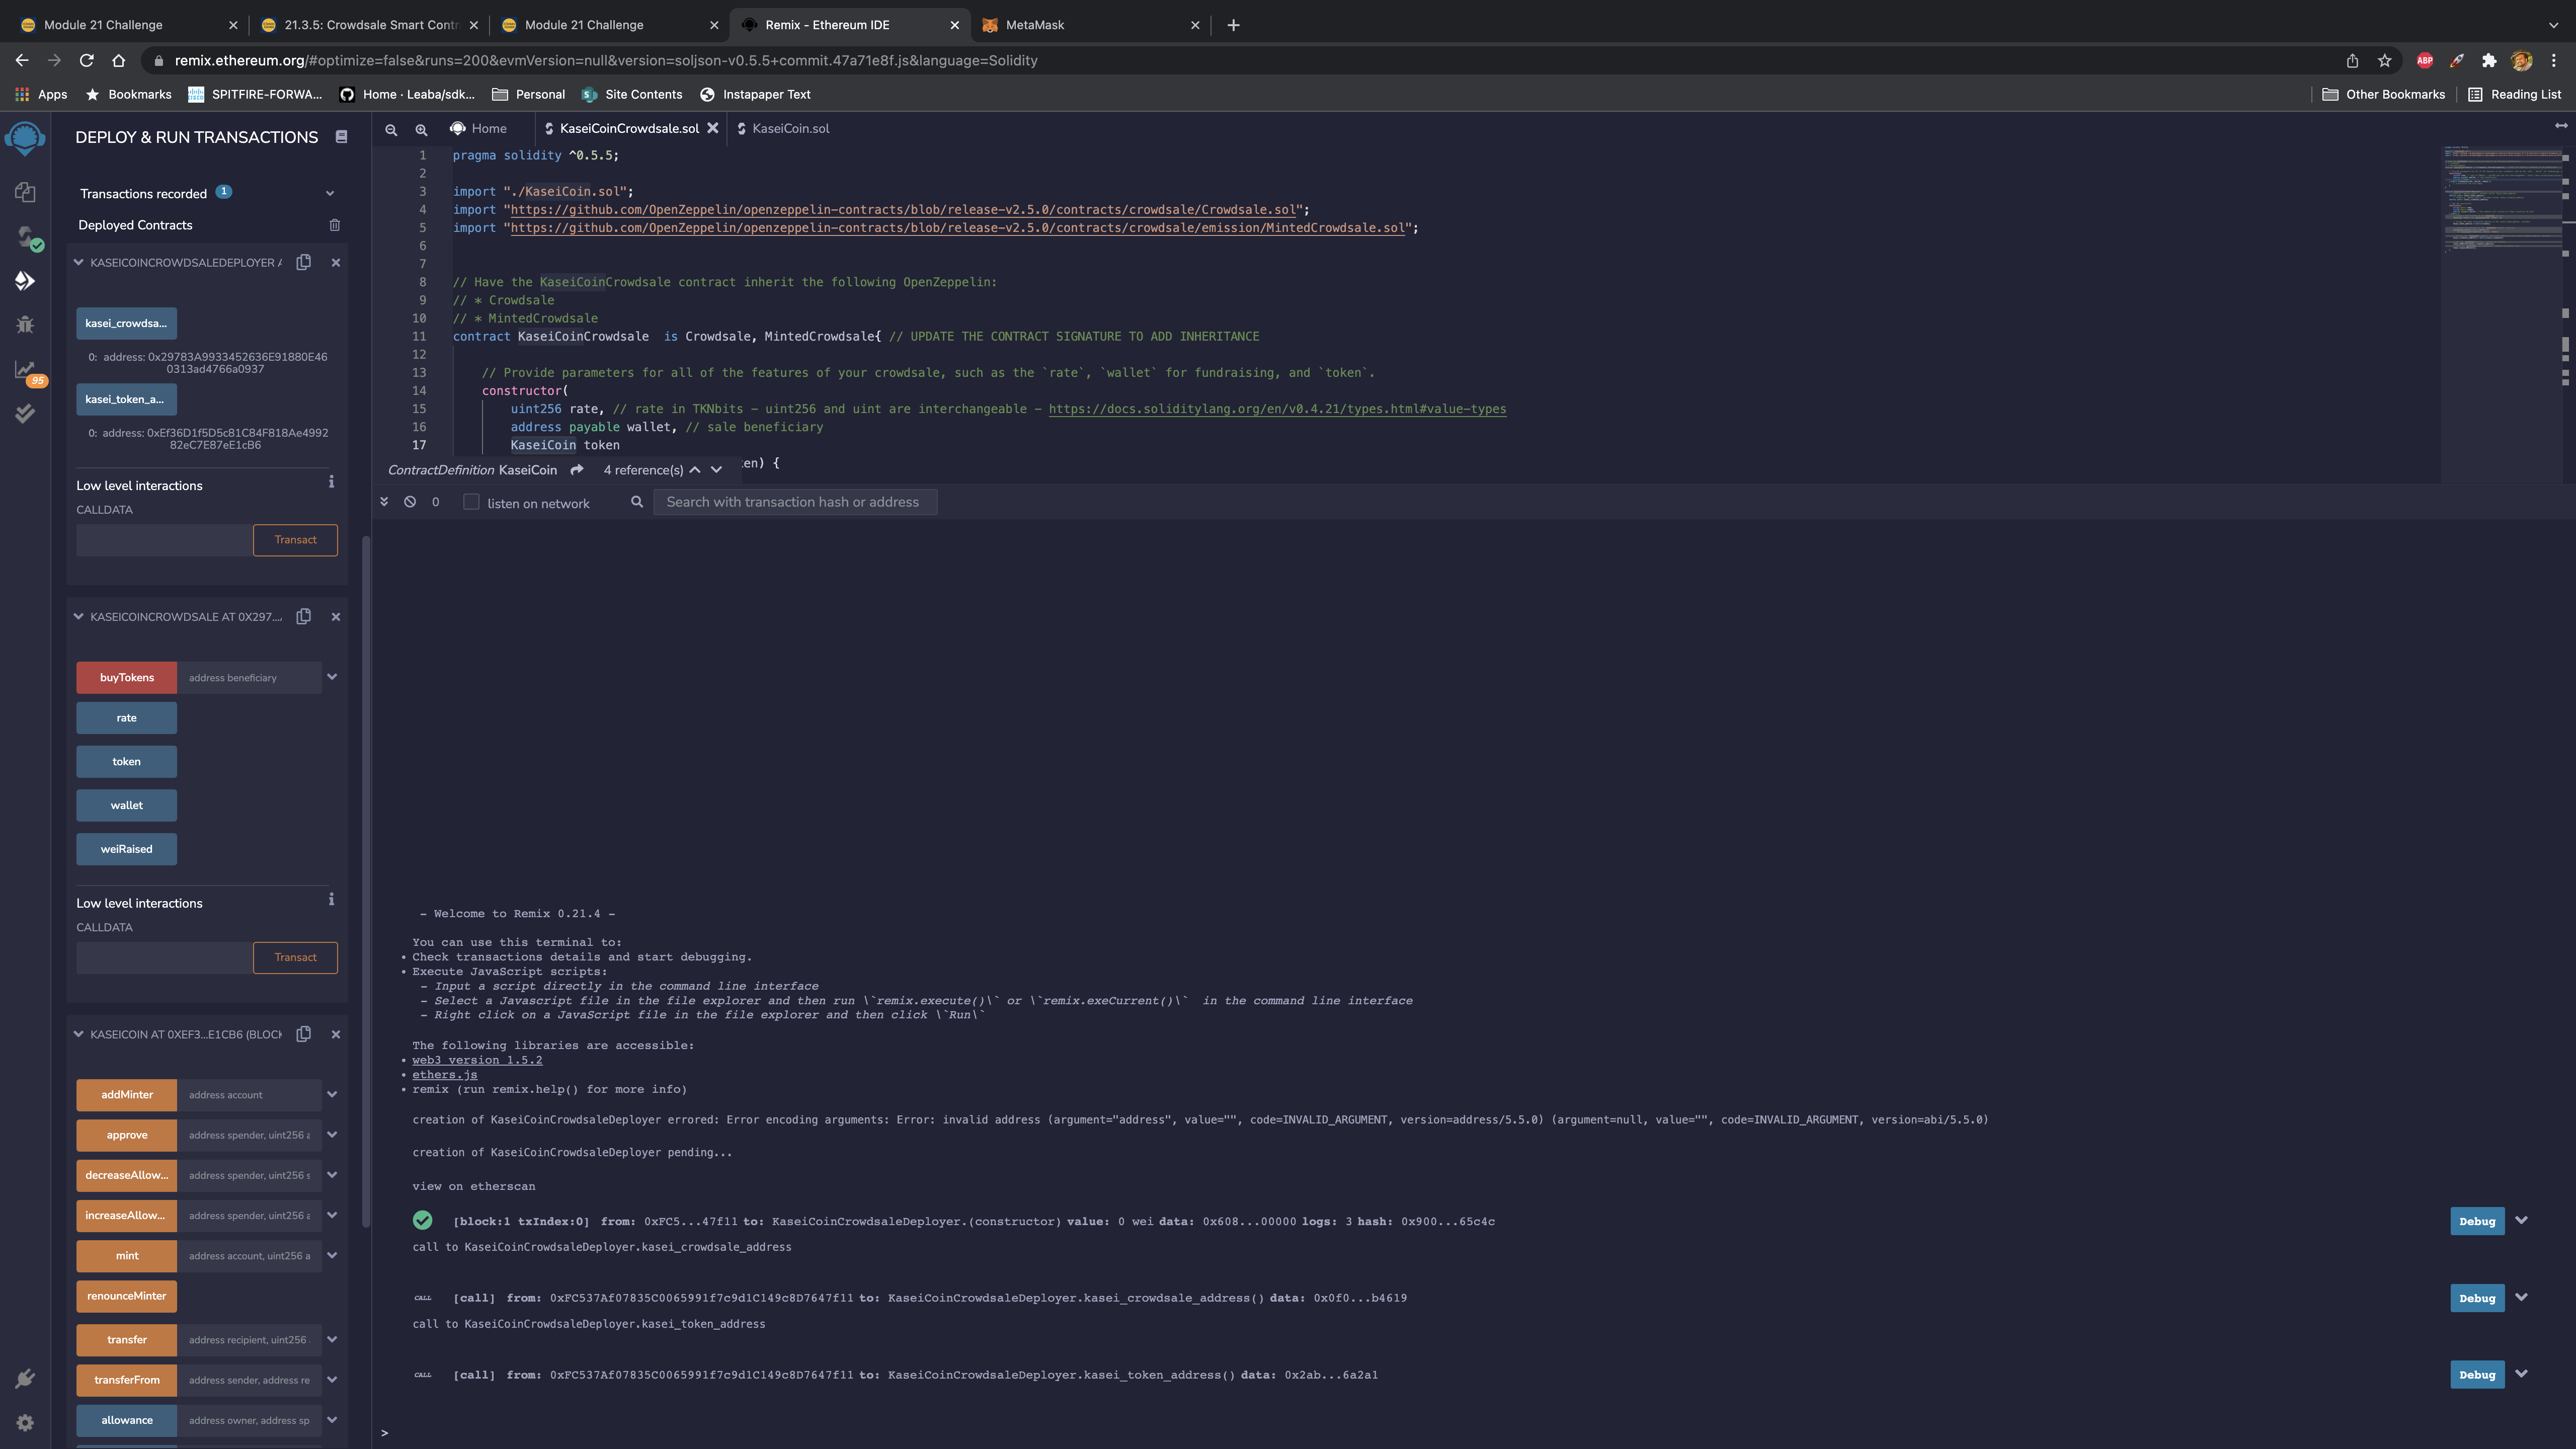 Module 21 Challenge
21.3.5: Crowdsale Smart Contr
Module 21 Challenge
Remix - Ethereum IDE
MetaMask
remix.ethereum.org/#optimize=false&runs=200&evmVersion=null&version=soljson-v0.5.5+commit.47a71e8f.js&language=Solidity
ABP
Apps
Bookmarks
SPITFIRE-FORWA...
Home · Leaba/sdk...
Personal
Site Contents
Instapaper Text
Other Bookmarks
Reading List
DEPLOY & RUN TRANSACTIONS
Transactions recorded 1
Deployed Contracts
KASEICOINCROWDSALEDEPLOYER A
kasei_crowdsa...
0: address: 0x29783A9933452636E91880E46
0313ad4766a0937
kasei_token_a...
0: address: 0xEf36D1f5D5c81C84F818Ae4992
82eC7E87eE1cB6
Low level interactions
CALLDATA
Transact
KASEICOINCROWDSALE AT 0X297...
buyTokens address beneficiary
rate
token
wallet
weiRaised
Low level interactions
CALLDATA
Transact
KASEICOIN AT 0XEF3...E1CB6 (BLOCK
addMinter address account
approve address spender, uint256 a
decreaseAllow... address spender, uint256 s
increaseAllow... address spender, uint256 a
mint address account, uint256 a
renounceMinter
transfer address recipient, uint256
transferFrom address sender, address re
allowance address owner, address sp
95
Home
KaseiCoinCrowdsale.sol
KaseiCoin.sol
1 pragma solidity ^0.5.5;
2
3 import "./KaseiCoin.sol";
4 import "https://github.com/OpenZeppelin/openzeppelin-contracts/blob/release-v2.5.0/contracts/crowdsale/Crowdsale.sol";
5 import "https://github.com/OpenZeppelin/openzeppelin-contracts/blob/release-v2.5.0/contracts/crowdsale/emission/MintedCrowdsale.sol";
6
7
8 // Have the KaseiCoinCrowdsale contract inherit the following OpenZeppelin:
9 // * Crowdsale
10 // * MintedCrowdsale
11 contract KaseiCoinCrowdsale  is Crowdsale, MintedCrowdsale{ // UPDATE THE CONTRACT SIGNATURE TO ADD INHERITANCE
12
13 // Provide parameters for all of the features of your crowdsale, such as the `rate`, `wallet` for fundraising, and `token`.
14 constructor(
15 uint256 rate, // rate in TKNbits - uint256 and uint are interchangeable - https://docs.soliditylang.org/en/v0.4.21/types.html#value-types
16 address payable wallet, // sale beneficiary
17 KaseiCoin token
ken) {
ContractDefinition KaseiCoin 4 reference(s)
0 listen on network Search with transaction hash or address
- Welcome to Remix 0.21.4 -
You can use this terminal to:
• Check transactions details and start debugging.
• Execute JavaScript scripts:
- Input a script directly in the command line interface
- Select a Javascript file in the file explorer and then run \`remix.execute()\` or \`remix.exeCurrent()\`  in the command line interface
- Right click on a JavaScript file in the file explorer and then click \`Run\`
The following libraries are accessible:
• web3 version 1.5.2
• ethers.js
• remix (run remix.help() for more info)
creation of KaseiCoinCrowdsaleDeployer errored: Error encoding arguments: Error: invalid address (argument="address", value="", code=INVALID_ARGUMENT, version=address/5.5.0) (argument=null, value="", code=INVALID_ARGUMENT, version=abi/5.5.0)
creation of KaseiCoinCrowdsaleDeployer pending...
view on etherscan
[block:1 txIndex:0] from: 0xFC5...47f11 to: KaseiCoinCrowdsaleDeployer.(constructor) value: 0 wei data: 0x608...00000 logs: 3 hash: 0x900...65c4c
Debug
call to KaseiCoinCrowdsaleDeployer.kasei_crowdsale_address
CALL [call] from: 0xFC537Af07835C0065991f7c9d1C149c8D7647f11 to: KaseiCoinCrowdsaleDeployer.kasei_crowdsale_address() data: 0x0f0...b4619
Debug
call to KaseiCoinCrowdsaleDeployer.kasei_token_address
CALL [call] from: 0xFC537Af07835C0065991f7c9d1C149c8D7647f11 to: KaseiCoinCrowdsaleDeployer.kasei_token_address() data: 0x2ab...6a2a1
Debug
>